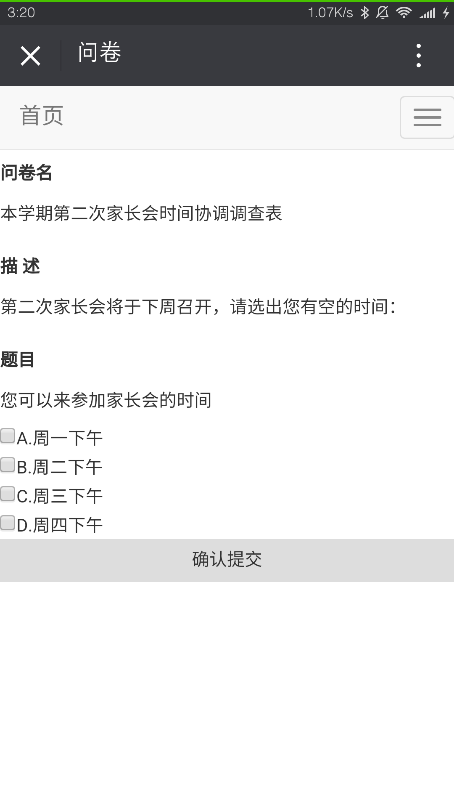 3:20 1.07K/s
问卷
首页
问卷名
本学期第二次家长会时间协调调查表
描 述
第二次家长会将于下周召开，请选出您有空的时间：
题目
您可以来参加家长会的时间
A.周一下午
B.周二下午
C.周三下午
D.周四下午
确认提交